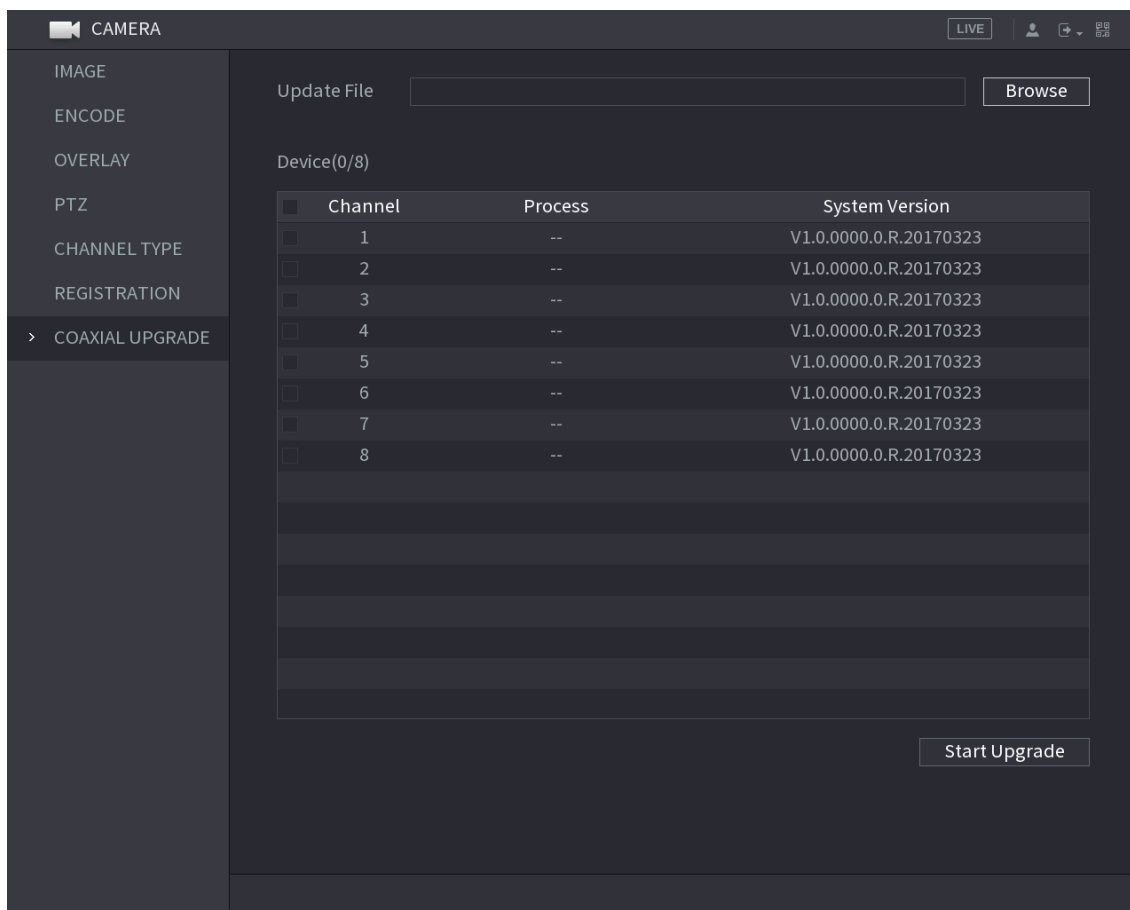 CAMERA LIVE
IMAGE
ENCODE
OVERLAY
PTZ
CHANNEL TYPE
REGISTRATION
> COAXIAL UPGRADE
Update File Browse
Device(0/8)
Channel Process System Version
1 -- V1.0.0000.0.R.20170323
2 -- V1.0.0000.0.R.20170323
3 -- V1.0.0000.0.R.20170323
4 -- V1.0.0000.0.R.20170323
5 -- V1.0.0000.0.R.20170323
6 -- V1.0.0000.0.R.20170323
7 -- V1.0.0000.0.R.20170323
8 -- V1.0.0000.0.R.20170323
Start Upgrade